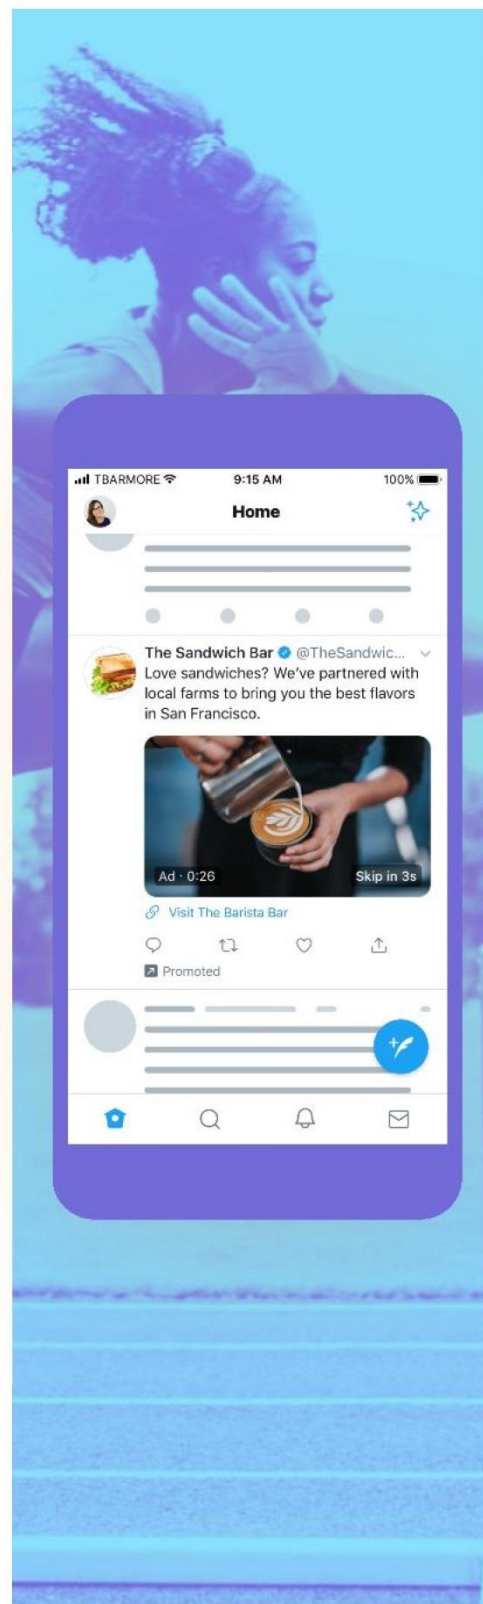 TBARMORE 9:15 AM 100%
Home
The Sandwich Bar @TheSandwic...
Love sandwiches? We've partnered with
local farms to bring you the best flavors
in San Francisco.
Ad · 0:26 Skip in 3s
Visit The Barista Bar
Promoted